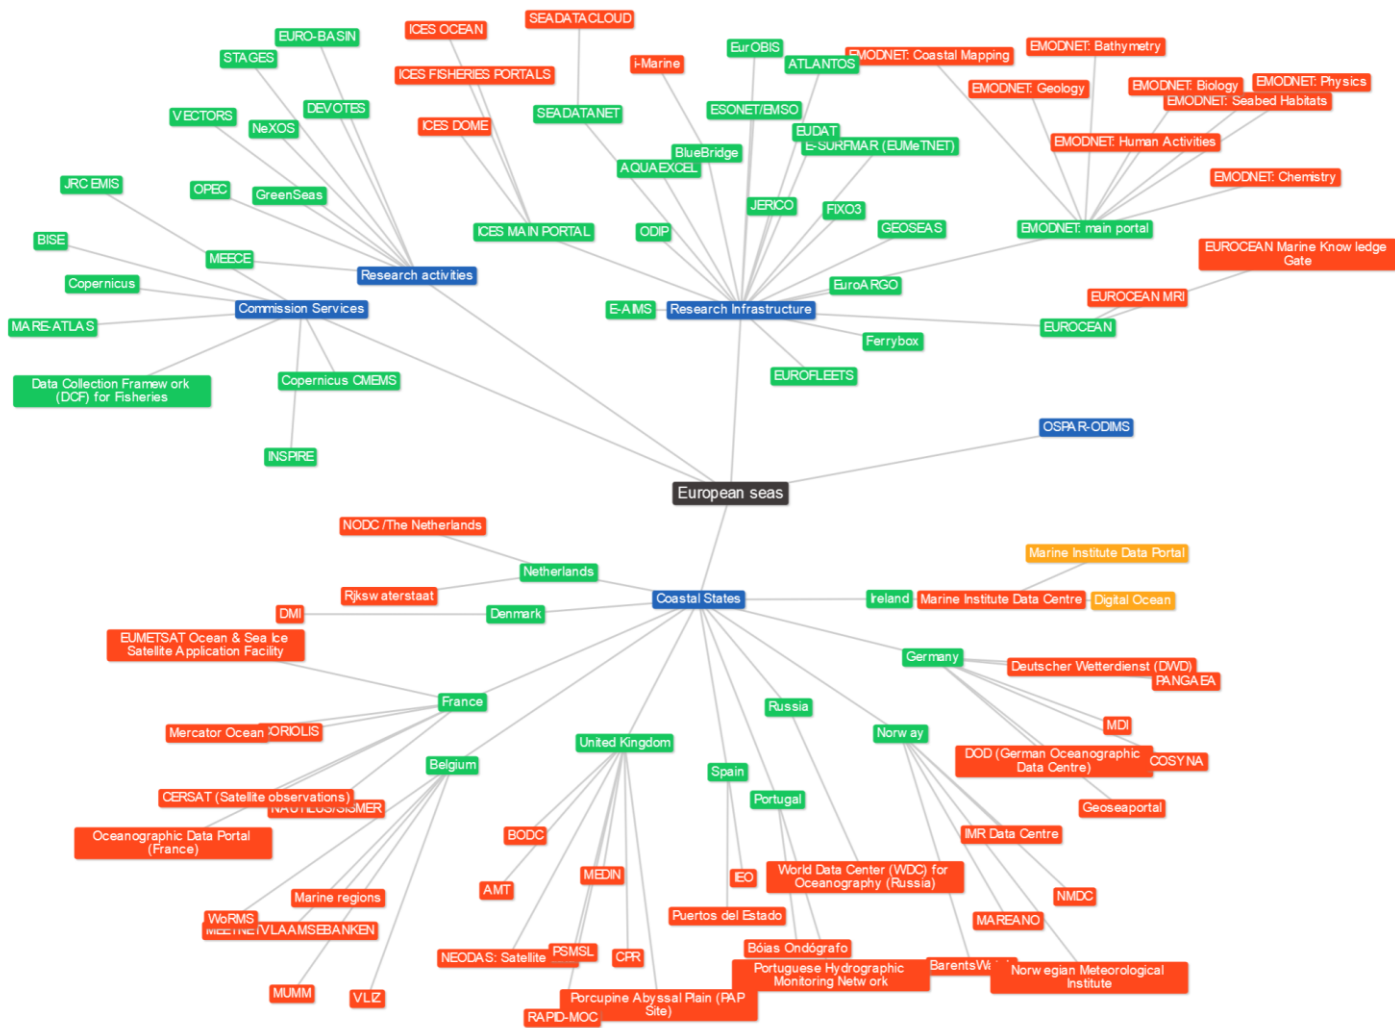 SEADATACLOUD
ICES OCEAN
EURO-BASIN
EurOBIS
EMODNET: Bathymetry
STAGES
EMODNET: Coastal Mapping
i-Marine
ATLANTOS
ICES FISHERIES PORTALS
EMODNET: Geology
EMODNET: Biology
EMODNET: Physics
EMODNET: Seabed Habitats
DEVOTES
ESONET/EMSO
SEADATANET
VECTORS
NeXOS
ICES DOME
EUDAT
E-SURFMAR (EUMeTNET)
EMODNET: Human Activities
BlueBridge
AQUAEXCEL
EMODNET: Chemistry
JRC EMIS
OPEC
GreenSeas
JERICO
FIXO3
ICES MAIN PORTAL
ODIP
GEOSEAS
EMODNET: main portal
BISE
EUROCEAN Marine Knowledge
Gate
MEECE
Research activities
Copernicus
EuroARGO
EUROCEAN MRI
Commission Services
E-AIMS
Research Infrastructure
MARE-ATLAS
EUROCEAN
Ferrybox
EUROFLEETS
Data Collection Framework
(DCF) for Fisheries
Copernicus CMEMS
OSPAR-ODIMS
INSPIRE
European seas
NODC /The Netherlands
Marine Institute Data Portal
Netherlands
Rjkswaterstaat
Coastal States
Ireland
Marine Institute Data Centre
Digital Ocean
DMI
Denmark
EUMETSAT Ocean & Sea Ice
Satellite Application Facility
Germany
Deutscher Wetterdienst (DWD)
PANGAEA
France
Russia
Mercator Ocean
CORIOLIS
MDI
United Kingdom
Norway
Belgium
Spain
DOD (German Oceanographic
Data Centre)
COSYNA
CERSAT (Satellite observations)
NAUTILUS/SISMER
Portugal
Geoseaportal
Oceanographic Data Portal
(France)
BODC
IMR Data Centre
MEDIN
IEO
World Data Center (WDC) for
Oceanography (Russia)
AMT
Marine regions
NMDC
WoRMS
MEETNETVLAAMSEBANKEN
Puertos del Estado
MAREANO
Bóias Ondógrafo
NEODAS: Satellite
PSMSL
CPR
Portuguese Hydrographic
Monitoring Network
BarentsWatch
Norwegian Meteorological
Institute
MUMM
VLIZ
Porcupine Abyssal Plain (PAP
Site)
RAPID-MOC